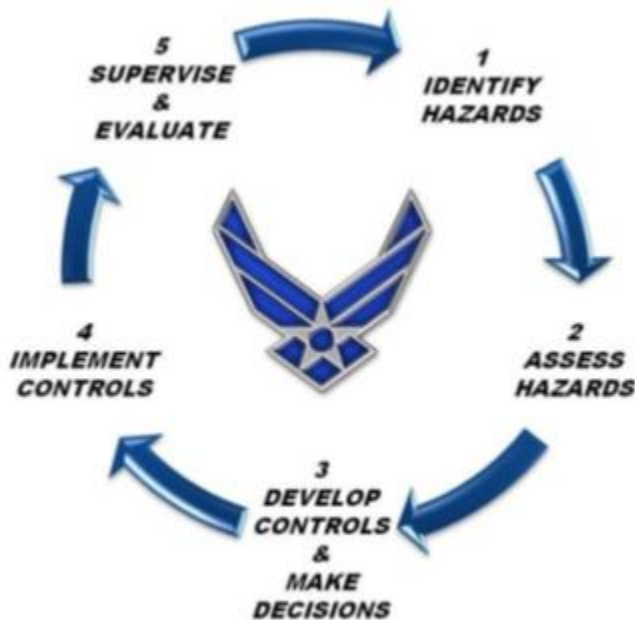 1
IDENTIFY
HAZARDS
2
ASSESS
HAZARDS
3
DEVELOP
CONTROLS
&
MAKE
DECISIONS
4
IMPLEMENT
CONTROLS
5
SUPERVISE
&
EVALUATE